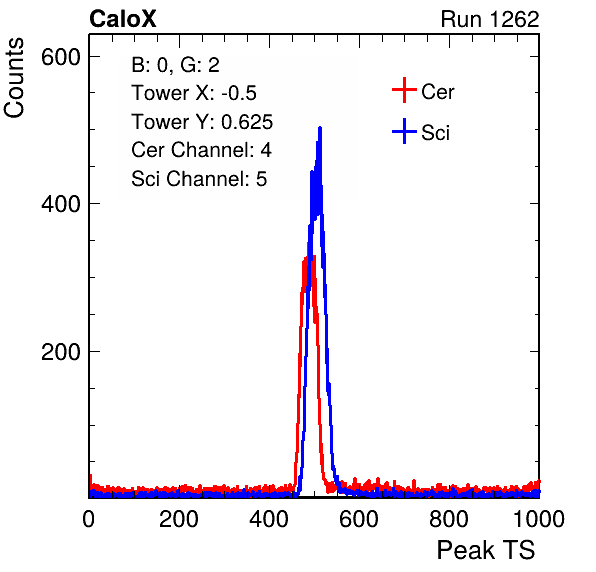 CaloX Run 1262
Counts
B: 0, G: 2
Tower X: -0.5
Tower Y: 0.625
Cer Channel: 4
Sci Channel: 5
Cer
Sci
600
400
200
0 200 400 600 800 1000
Peak TS